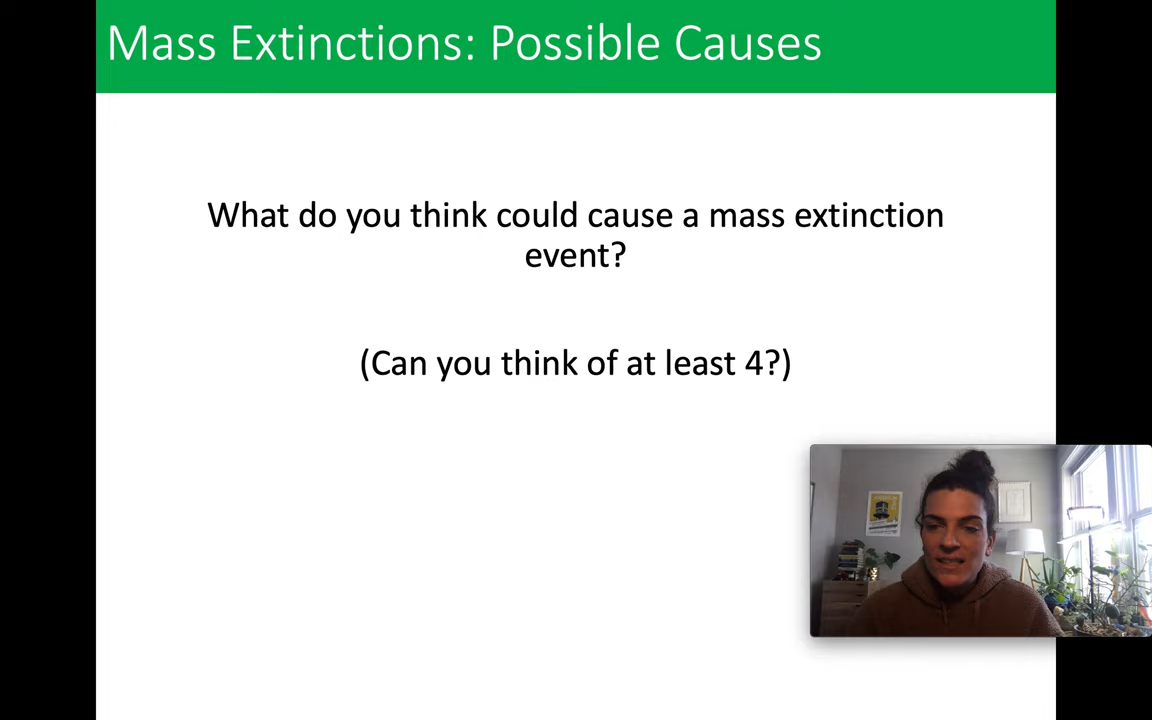 Mass Extinctions: Possible Causes
What do you think could cause a mass extinction
event?
(Can you think of at least 4?)